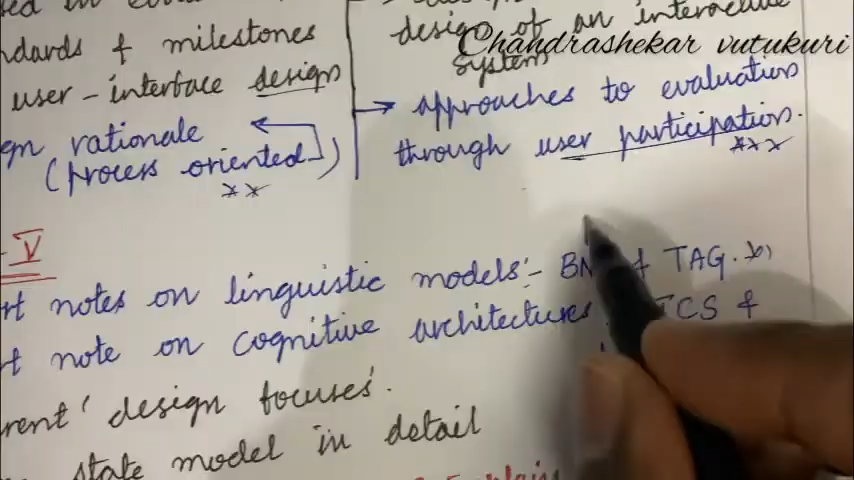 design of an interactive
Chandrashekar vutukuri
system
ndards & milestones
user-interface design
approaches to evaluation
through user participation.
***
gn rationale
(process oriented)
**
- V
rt notes on linguistic models:- BN & TAG.
t note on cognitive architectures TCS &
rent' design focuses'.
state model in detail